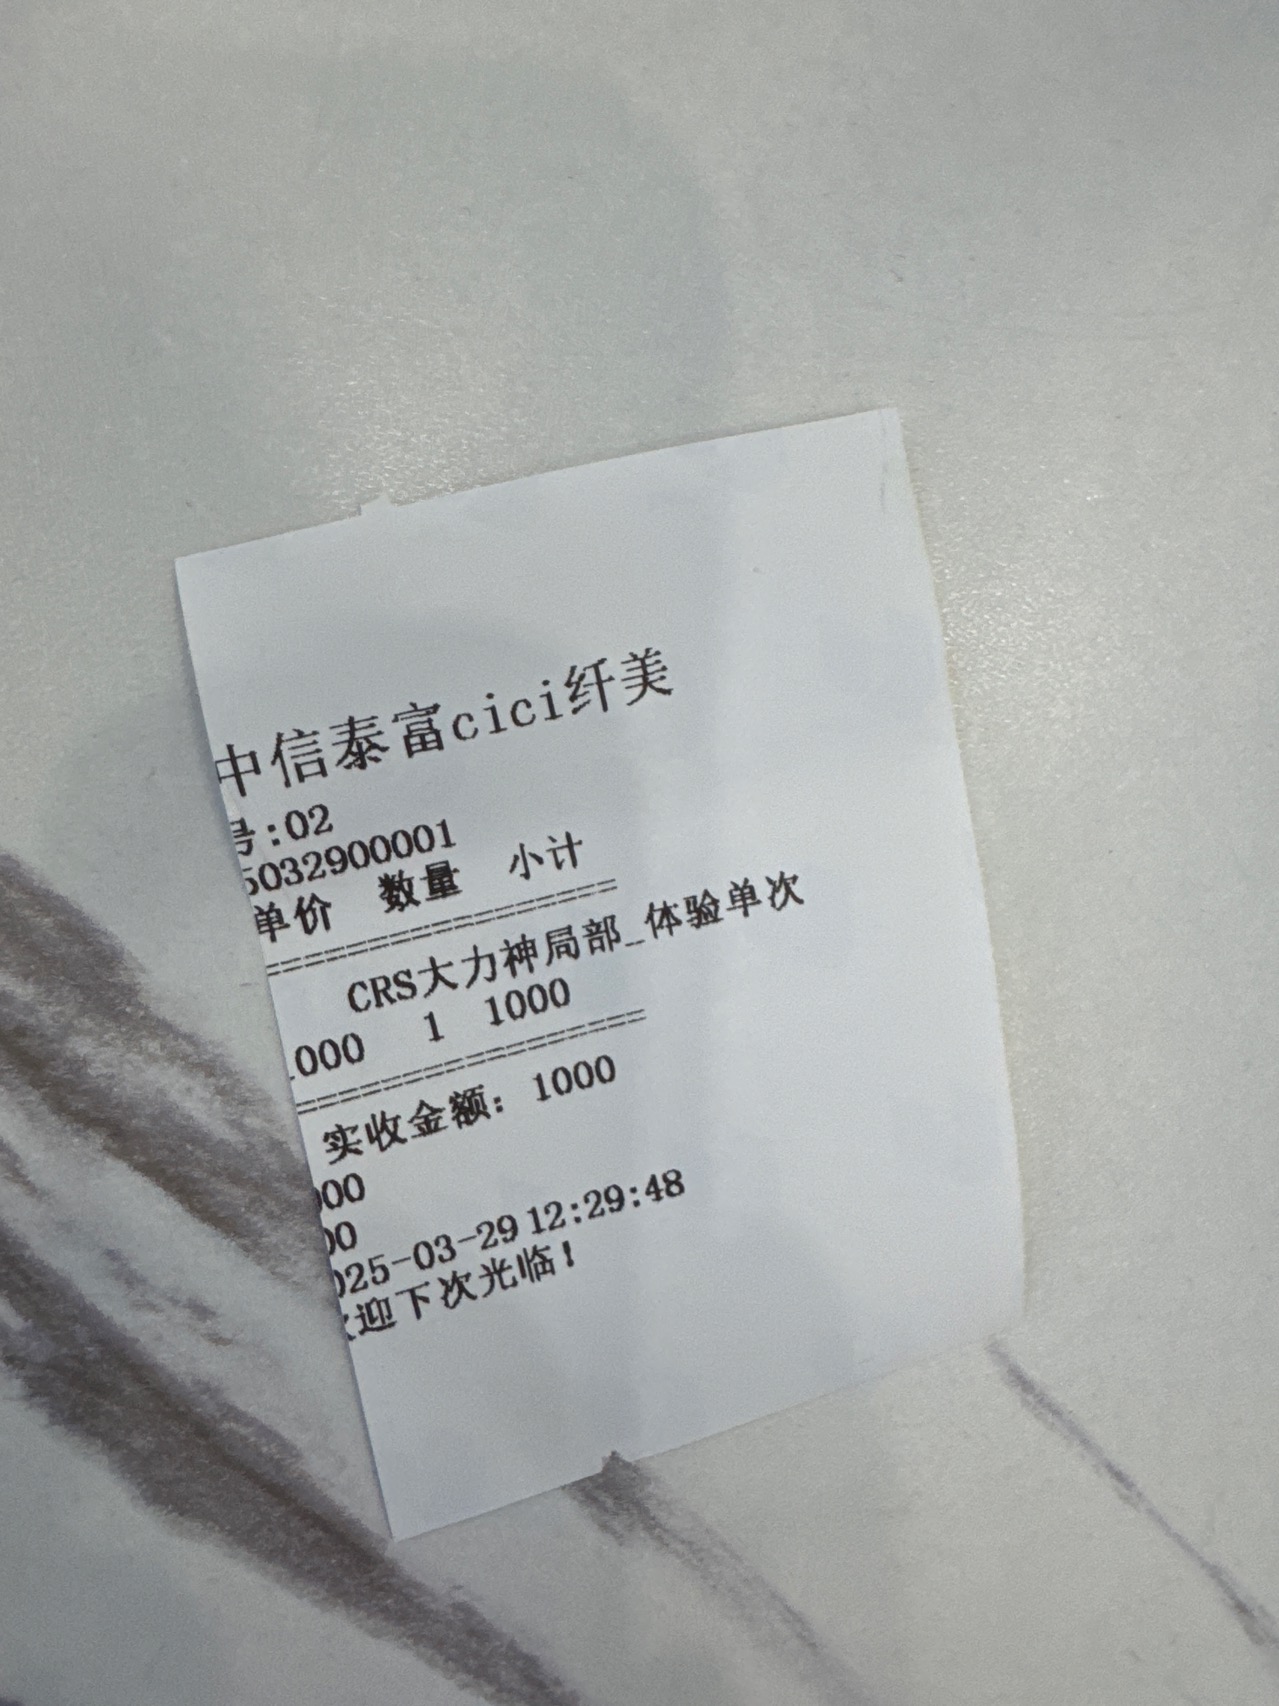 中信泰富cici纤美
号:02
5032900001
单价 数量 小计
CRS大力神局部_体验单次
1000 1 1000
实收金额: 1000
000
00
025-03-29 12:29:48
迎下次光临!